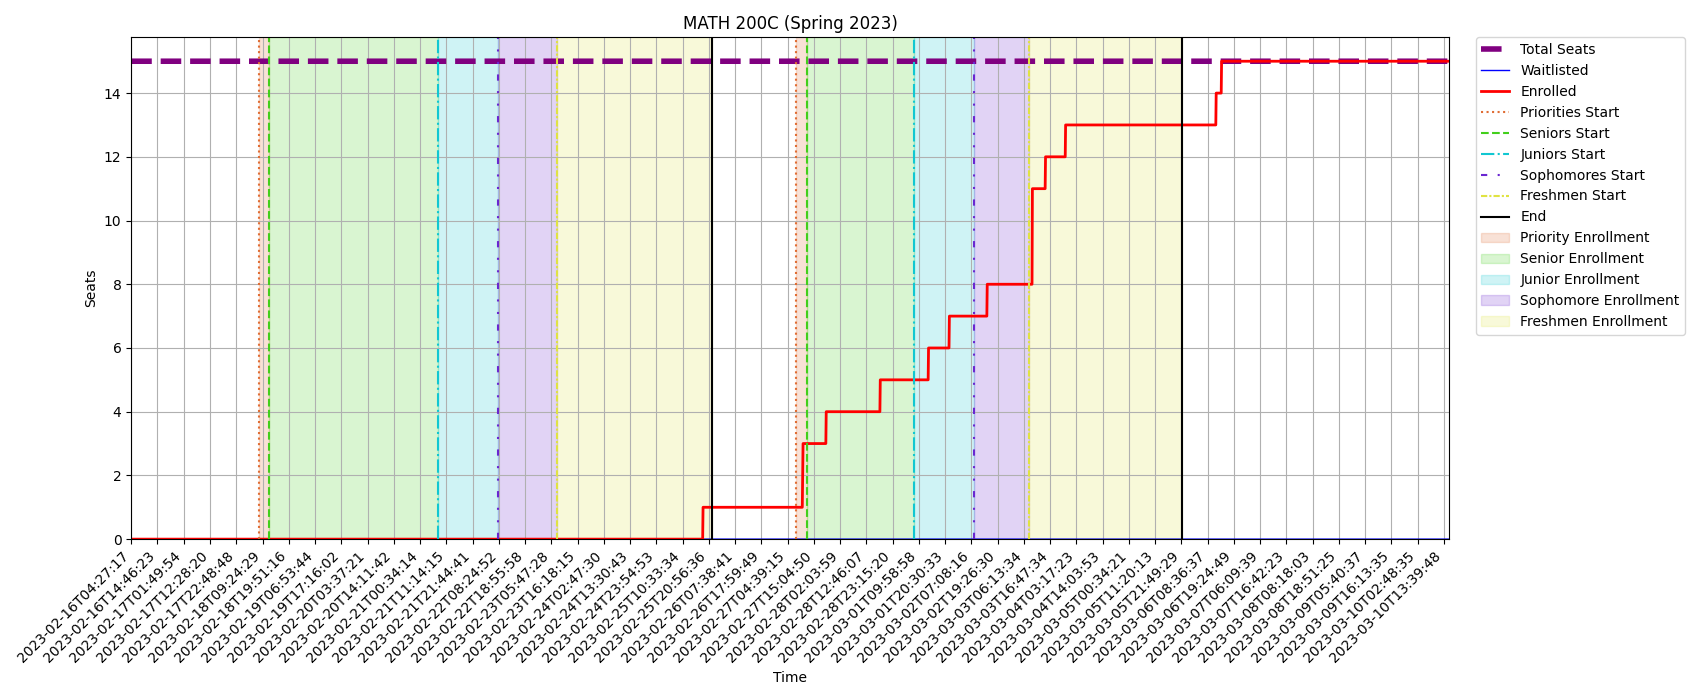 MATH 200C (Spring 2023)
Seats
14
12
10
8
6
4
2
0
2023-02-16T04:27:17
2023-02-16T14:46:23
2023-02-17T01:49:54
2023-02-17T12:28:20
2023-02-17T22:48:48
2023-02-18T09:24:29
2023-02-18T19:51:16
2023-02-19T06:53:44
2023-02-19T17:16:02
2023-02-20T03:37:21
2023-02-20T14:11:42
2023-02-21T00:34:14
2023-02-21T11:14:15
2023-02-21T21:44:41
2023-02-22T08:24:52
2023-02-22T18:55:58
2023-02-23T05:47:28
2023-02-23T16:18:15
2023-02-24T02:47:30
2023-02-24T13:30:43
2023-02-24T23:54:53
2023-02-25T10:33:34
2023-02-25T20:56:36
2023-02-26T07:38:41
2023-02-26T17:59:49
2023-02-27T04:39:15
2023-02-27T15:04:50
2023-02-28T02:03:59
2023-02-28T12:46:07
2023-02-28T23:15:20
2023-03-01T09:58:58
2023-03-01T20:30:33
2023-03-02T07:08:16
2023-03-02T19:26:30
2023-03-03T06:13:34
2023-03-03T16:47:34
2023-03-04T03:17:23
2023-03-04T14:03:53
2023-03-05T00:34:21
2023-03-05T11:20:13
2023-03-05T21:49:29
2023-03-06T08:36:37
2023-03-06T19:24:49
2023-03-07T06:09:39
2023-03-07T16:42:23
2023-03-08T08:18:03
2023-03-08T18:51:25
2023-03-09T05:40:37
2023-03-09T16:13:35
2023-03-10T02:48:35
2023-03-10T13:39:48
Time
Total Seats
Waitlisted
Enrolled
Priorities Start
Seniors Start
Juniors Start
Sophomores Start
Freshmen Start
End
Priority Enrollment
Senior Enrollment
Junior Enrollment
Sophomore Enrollment
Freshmen Enrollment